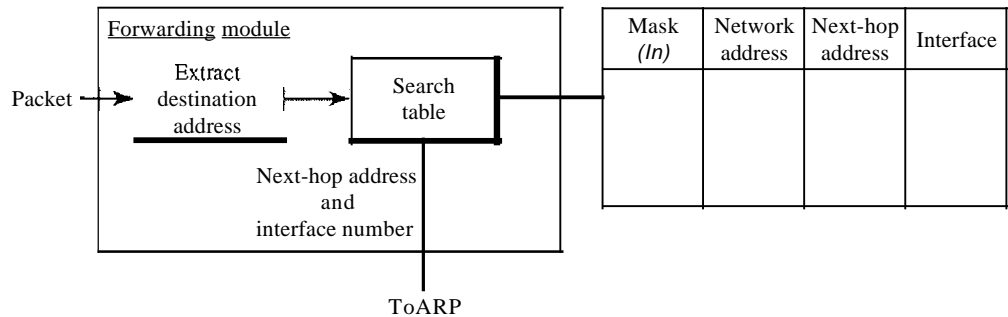 Forwarding module
Packet
Extract
destination
address
Search
table
Next-hop address
and
interface number
ToARP
Mask
(In)
Network
address
Next-hop
address
Interface